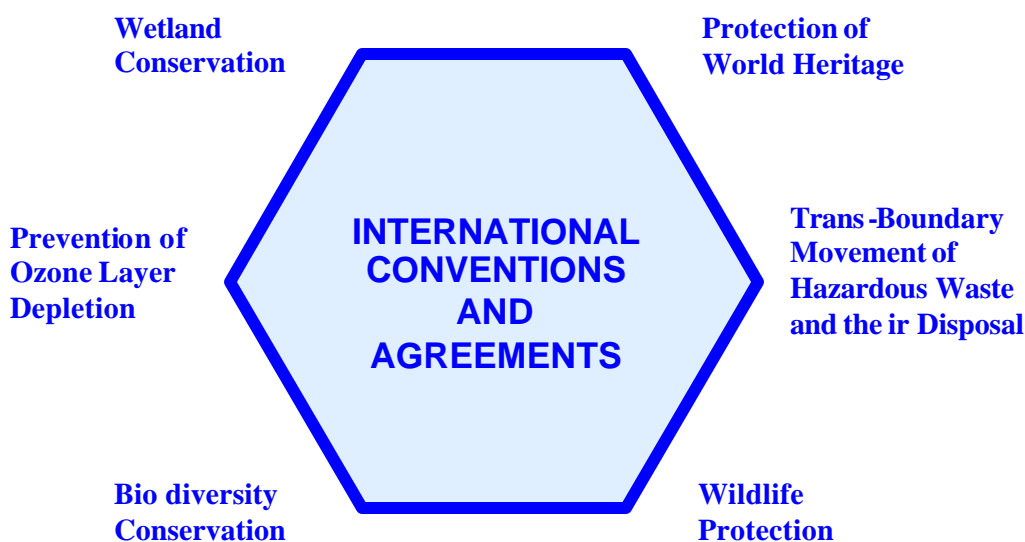 Wetland
Conservation
Protection of
World Heritage
Prevention of
Ozone Layer
Depletion
INTERNATIONAL
CONVENTIONS
AND
AGREEMENTS
Trans -Boundary
Movement of
Hazardous Waste
and the ir Disposal
Bio diversity
Conservation
Wildlife
Protection